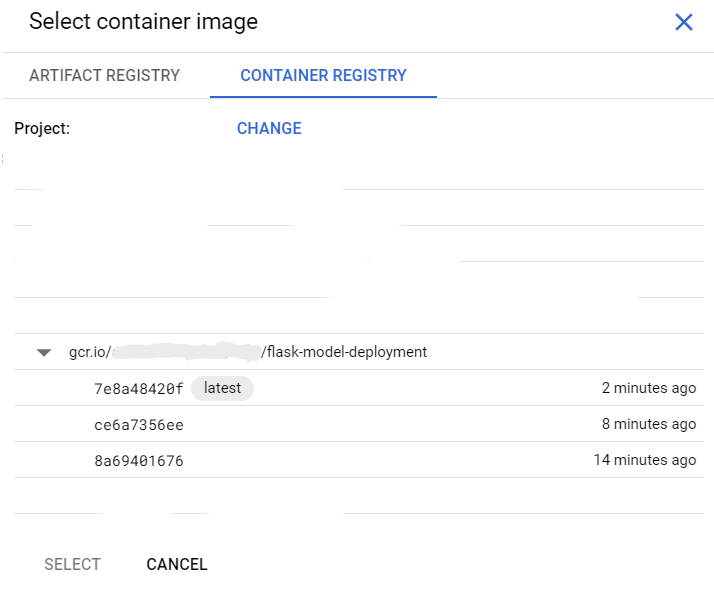 Select container image
ARTIFACT REGISTRY CONTAINER REGISTRY
Project: CHANGE
gcr.io/ /flask-model-deployment
7e8a48420f latest 2 minutes ago
ce6a7356ee 8 minutes ago
8a69401676 14 minutes ago
SELECT CANCEL